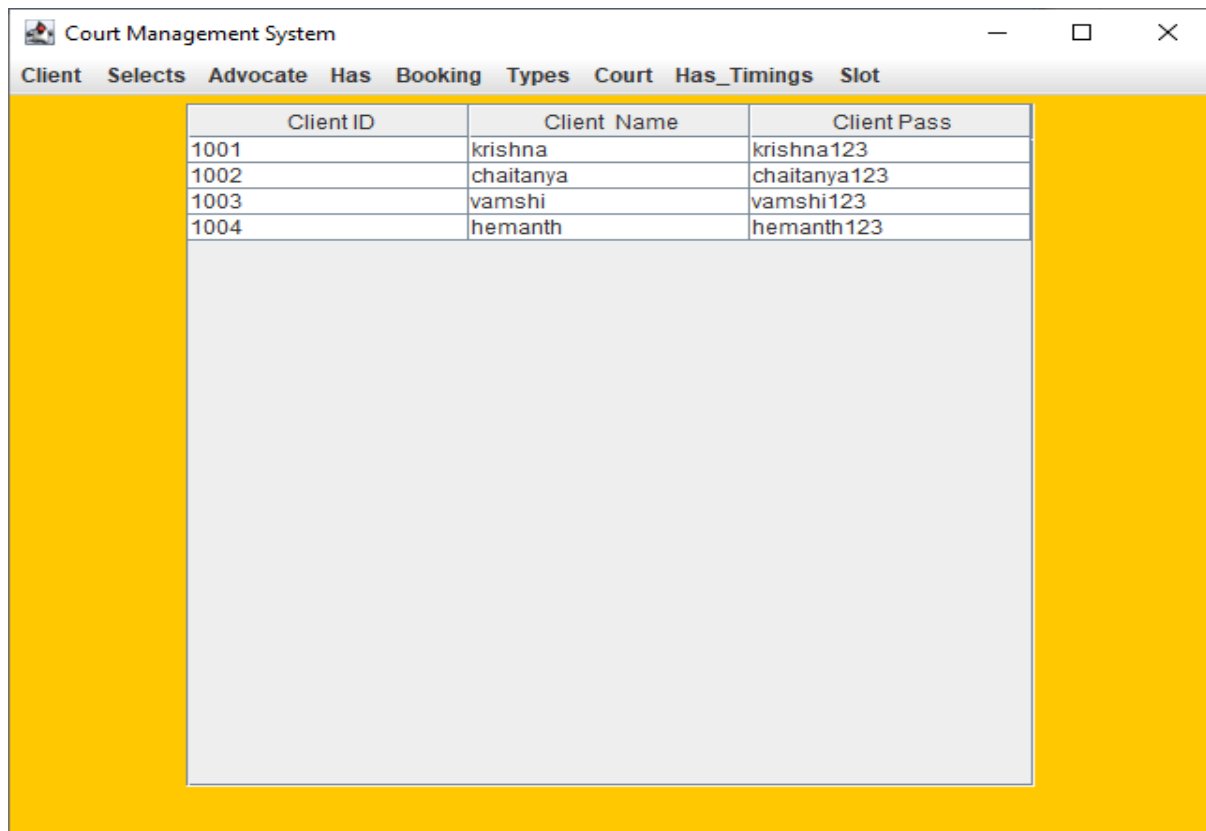 Court Management System
Client Selects Advocate Has Booking Types Court Has_Timings Slot
Client ID Client Name Client Pass
1001 krishna krishna123
1002 chaitanya chaitanya123
1003 vamshi vamshi123
1004 hemanth hemanth123